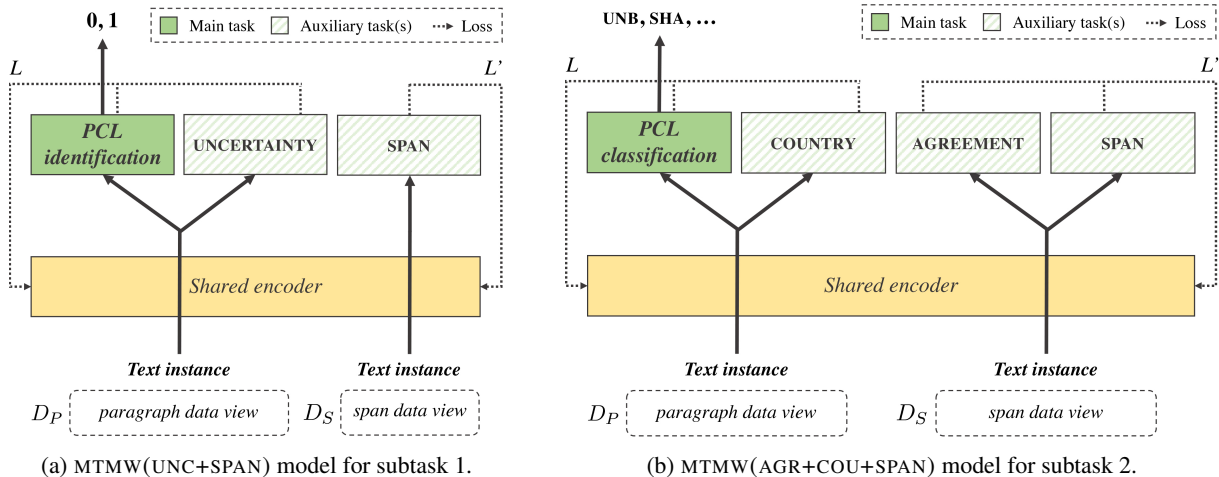 0, 1
Main task
Auxiliary task(s)
Loss
L
L'
PCL
identification
UNCERTAINTY
SPAN
Shared encoder
Text instance
Text instance
D_P
paragraph data view
D_S
span data view
(a) MTMW(UNC+SPAN) model for subtask 1.
UNB, SHA, ...
Main task
Auxiliary task(s)
Loss
L
L'
PCL
classification
COUNTRY
AGREEMENT
SPAN
Shared encoder
Text instance
Text instance
D_P
paragraph data view
D_S
span data view
(b) MTMW(AGR+COU+SPAN) model for subtask 2.